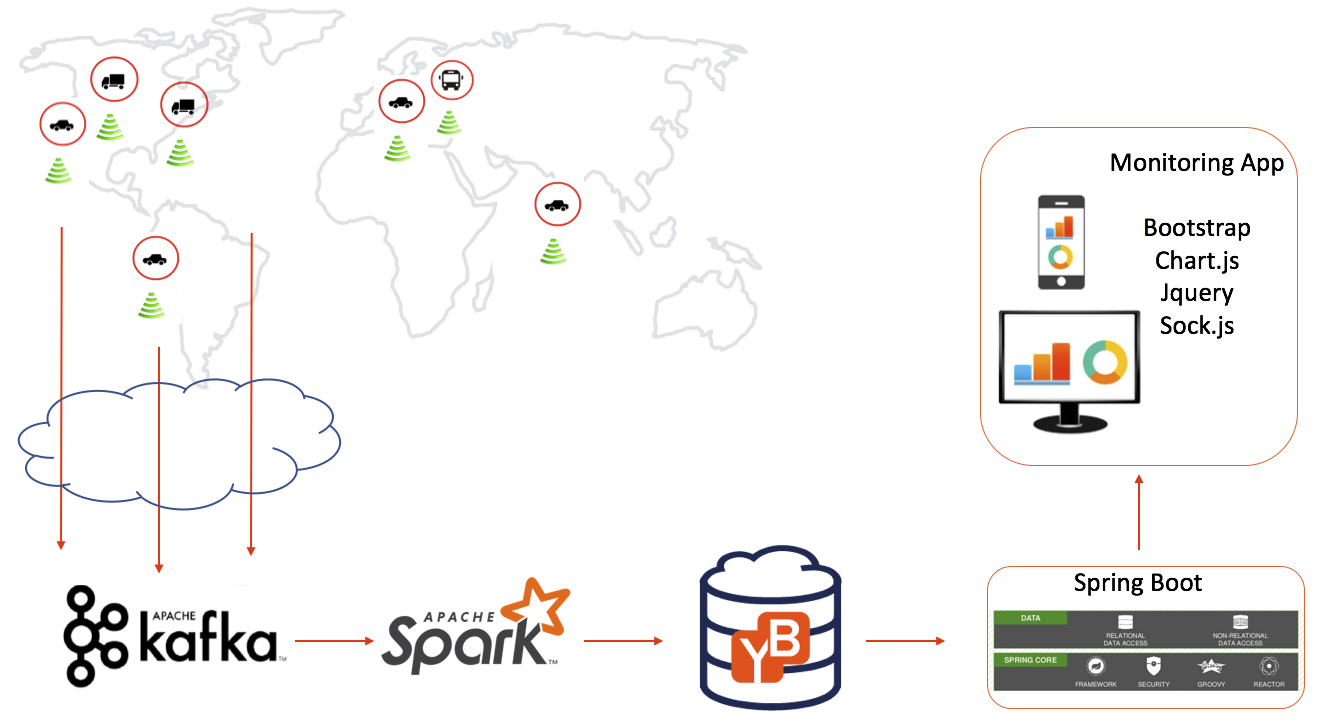 Monitoring App
Bootstrap
Chart.js
Jquery
Sock.js
APACHE
kafka™
APACHE
Spark™
YB
Spring Boot
DATA
RELATIONAL
DATA ACCESS
NON-RELATIONAL
DATA ACCESS
SPRING CORE
FRAMEWORK
SECURITY
GROOVY
REACTOR